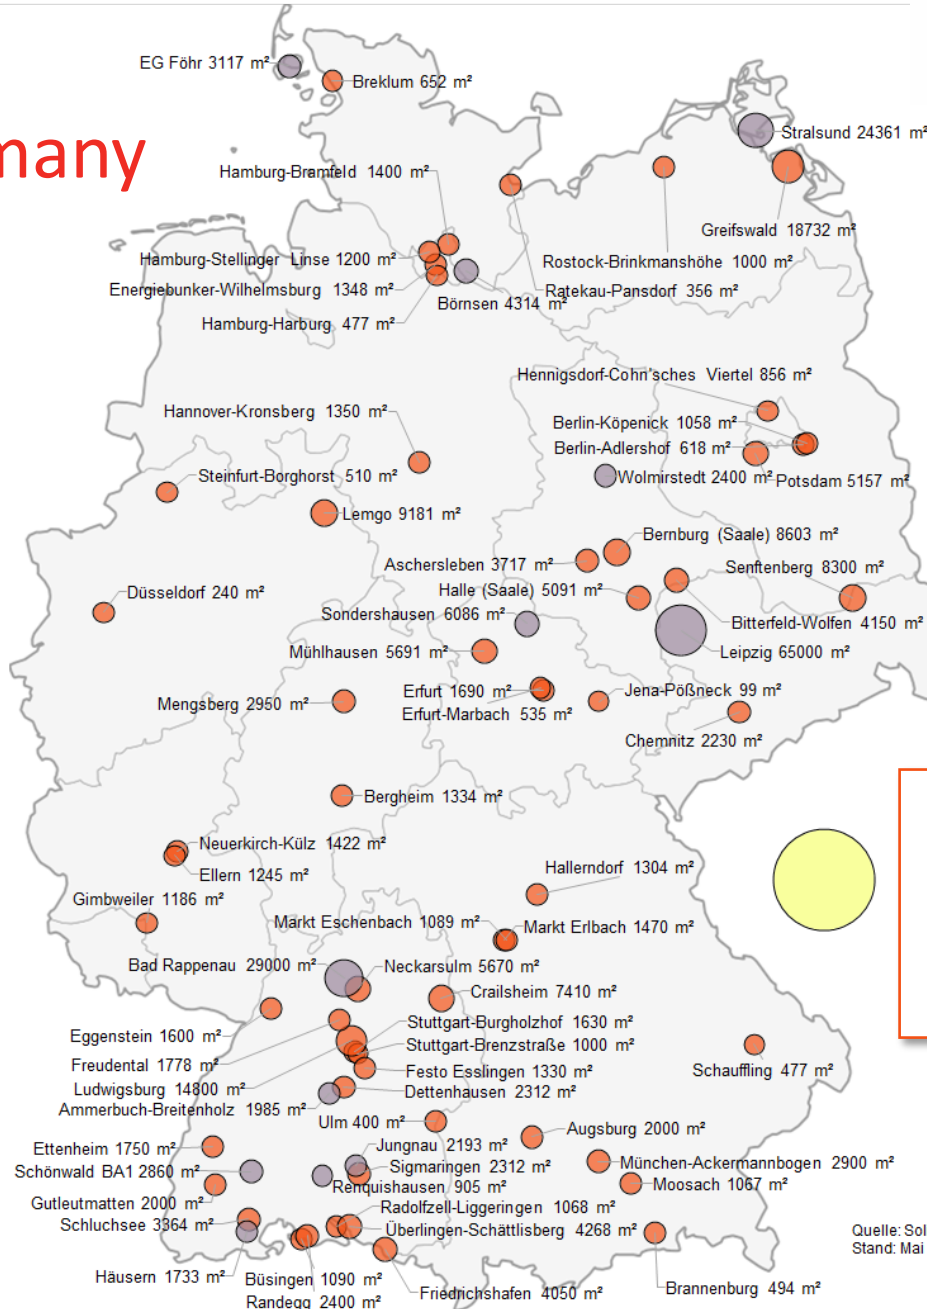 EG Föhr 3117 m²
Breklum 652 m²
many
Stralsund 24361 m²
Hamburg-Bramfeld 1400 m²
Greifswald 18732 m²
Hamburg-Stellinger Linse 1200 m²
Rostock-Brinkmanshöhe 1000 m²
Energiebunker-Wilhelmsburg 1348 m²
Ratekau-Pansdorf 356 m²
Börnsen 4314 m²
Hamburg-Harburg 477 m²
Hennigsdorf-Cohn'sches Viertel 856 m²
Hannover-Kronsberg 1350 m²
Berlin-Köpenick 1058 m²
Berlin-Adlershof 618 m²
Steinfurt-Borghorst 510 m²
Wolmirstedt 2400 m²
Potsdam 5157 m²
Lemgo 9181 m²
Bernburg (Saale) 8603 m²
Aschersleben 3717 m²
Senftenberg 8300 m²
Düsseldorf 240 m²
Halle (Saale) 5091 m²
Sondershausen 6086 m²
Bitterfeld-Wolfen 4150 m²
Mühlhausen 5691 m²
Leipzig 65000 m²
Erfurt 1690 m²
Jena-Pößneck 99 m²
Mengsberg 2950 m²
Erfurt-Marbach 535 m²
Chemnitz 2230 m²
Bergheim 1334 m²
Neuerkirch-Külz 1422 m²
Ellern 1245 m²
Hallerndorf 1304 m²
Gimbweiler 1186 m²
Markt Eschenbach 1089 m²
Markt Erlbach 1470 m²
Bad Rappenau 29000 m²
Neckarsulm 5670 m²
Crailsheim 7410 m²
Eggenstein 1600 m²
Stuttgart-Burgholzhof 1630 m²
Stuttgart-Brenzstraße 1000 m²
Freudental 1778 m²
Festo Esslingen 1330 m²
Schauffling 477 m²
Ludwigsburg 14800 m²
Dettenhausen 2312 m²
Ammerbuch-Breitenholz 1985 m²
Ulm 400 m²
Augsburg 2000 m²
Ettenheim 1750 m²
Jungnau 2193 m²
München-Ackermannbogen 2900 m²
Schönwald BA1 2860 m²
Sigmaringen 2312 m²
Moosach 1067 m²
Renquishausen 905 m²
Gutleutmatten 2000 m²
Radolfzell-Liggeringen 1068 m²
Schluchsee 3364 m²
Überlingen-Schättlisberg 4268 m²
Quelle: Sol
Stand: Mai
Häusern 1733 m²
Büsingen 1090 m²
Brannenburg 494 m²
Friedrichshafen 4050 m²
Randegg 2400 m²